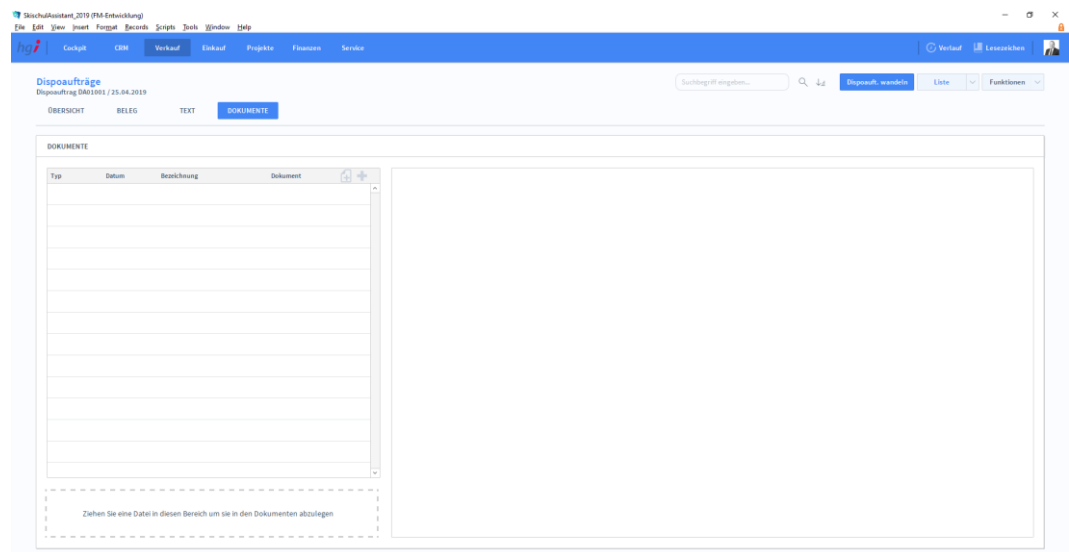 SkischulAssistent_2019 (FM-Entwicklung)
File Edit View Insert Format Records Scripts Tools Window Help
hgi Cockpit CRM Verkauf Einkauf Projekte Finanzen Service Verlauf Lesezeichen
Dispoaufträge
Dispoauftrag DA01001 / 25.04.2019
Suchbegriff eingeben... Dispoauft. wandeln Liste Funktionen
ÜBERSICHT BELEG TEXT DOKUMENTE
DOKUMENTE
Typ Datum Bezeichnung Dokument
Ziehen Sie eine Datei in diesen Bereich um sie in den Dokumenten abzulegen